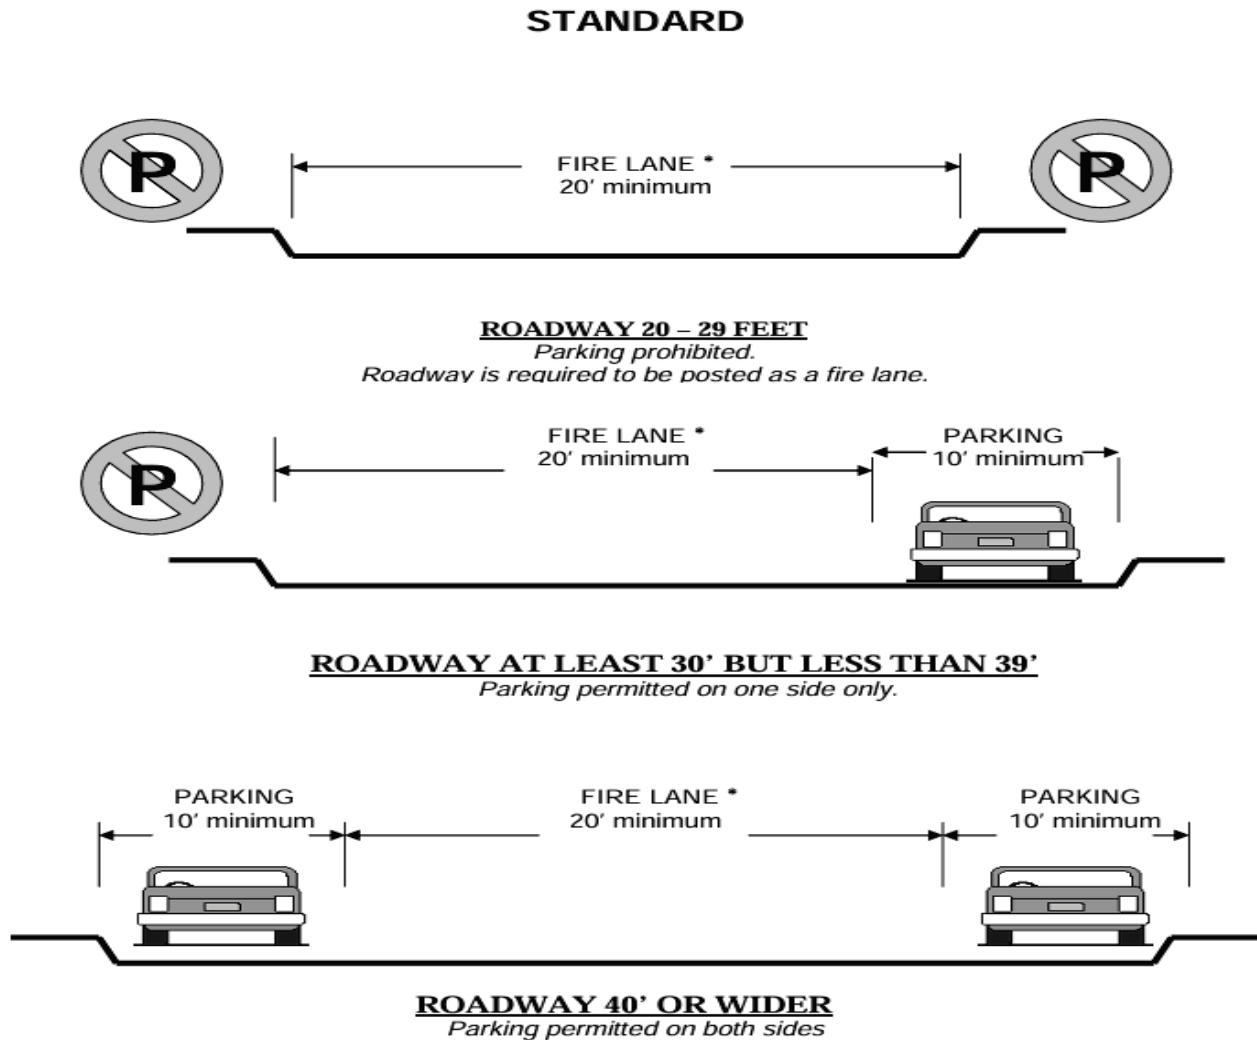 STANDARD
P
P
FIRE LANE *
20' minimum
ROADWAY 20 – 29 FEET
Parking prohibited.
Roadway is required to be posted as a fire lane.
P
FIRE LANE *
20' minimum
PARKING
10' minimum
ROADWAY AT LEAST 30' BUT LESS THAN 39'
Parking permitted on one side only.
PARKING
10' minimum
FIRE LANE *
20' minimum
PARKING
10' minimum
ROADWAY 40' OR WIDER
Parking permitted on both sides